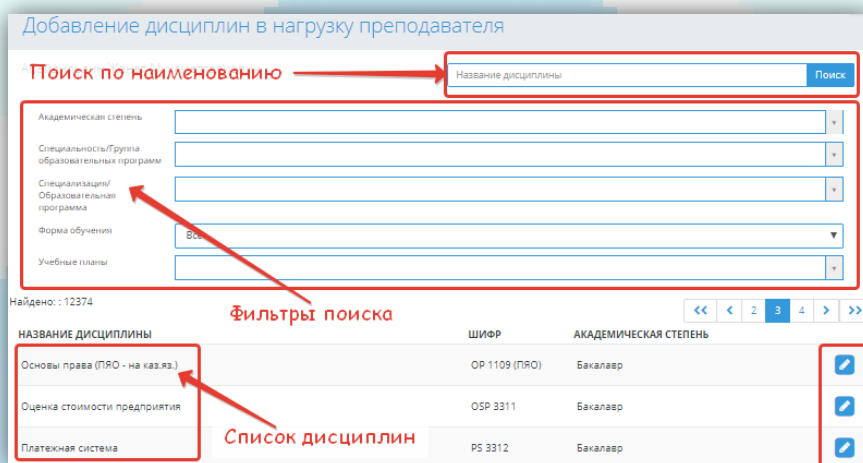 Добавление дисциплин в нагрузку преподавателя
Поиск по наименованию
Название дисциплины
Поиск
Академическая степень
Специальность/Группа
образовательных программ
Специализация/
Образовательная
программа
Форма обучения
Все
Учебные планы
Найдено: : 12374
Фильтры поиска
<< < 2 3 4 > >>
НАЗВАНИЕ ДИСЦИПЛИНЫ ШИФР АКАДЕМИЧЕСКАЯ СТЕПЕНЬ
Основы права (ПЯО - на каз.яз.) OP 1109 (ПЯО) Бакалавр
Оценка стоимости предприятия OSP 3311 Бакалавр
Список дисциплин
Платежная система PS 3312 Бакалавр